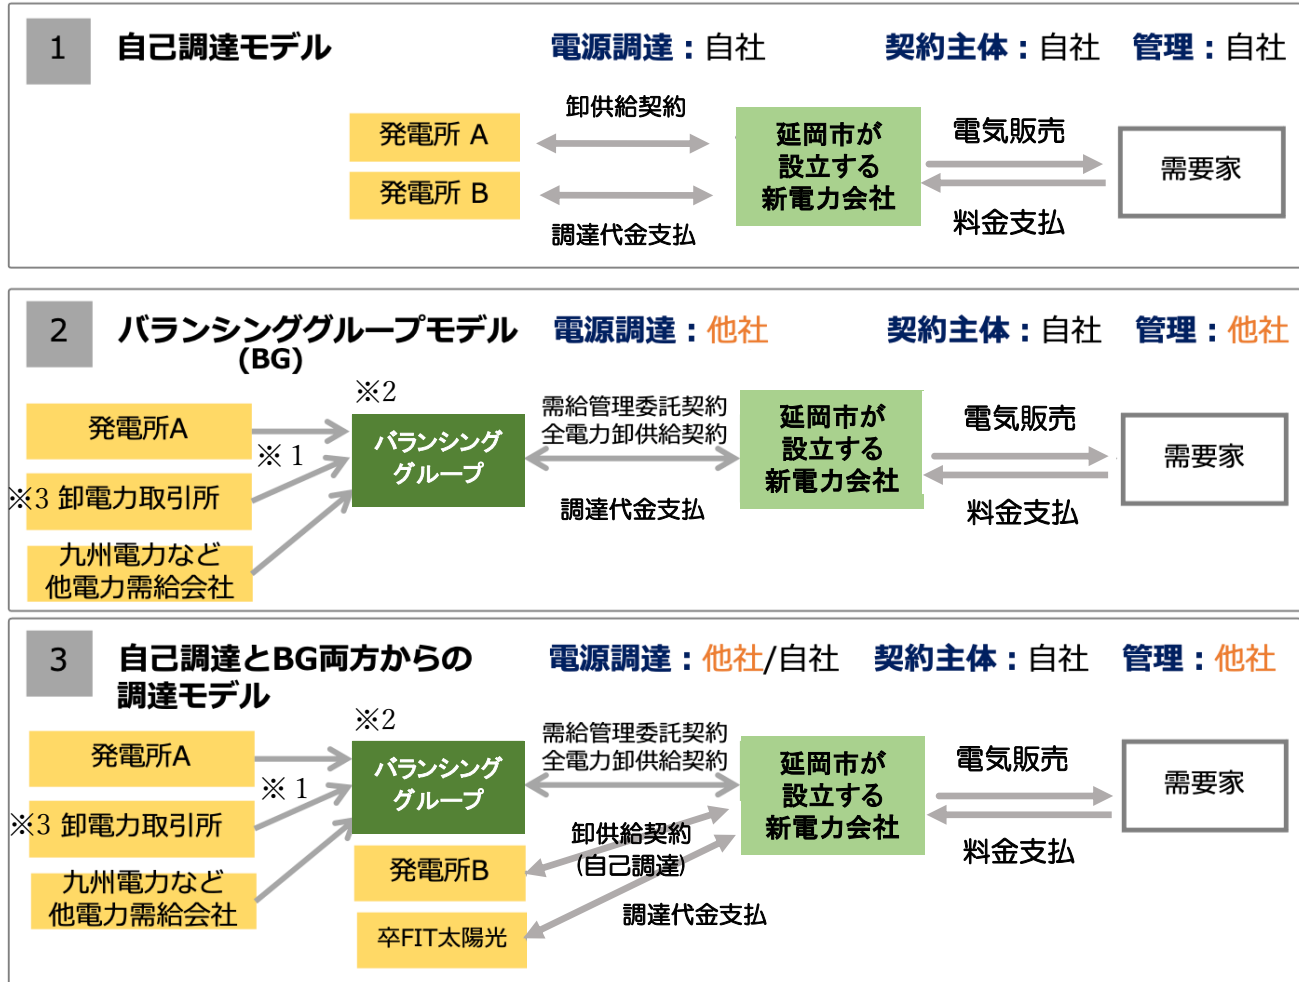 1 自己調達モデル 電源調達：自社 契約主体：自社 管理：自社
卸供給契約
発電所 A
発電所 B
調達代金支払
延岡市が
設立する
新電力会社
電気販売
料金支払
需要家
2 バランシンググループモデル 電源調達：他社 契約主体：自社 管理：他社
(BG)
※2
発電所A
※１
※3 卸電力取引所
九州電力など
他電力需給会社
バランシング
グループ
需給管理委託契約
全電力卸供給契約
調達代金支払
延岡市が
設立する
新電力会社
電気販売
料金支払
需要家
3 自己調達とBG両方からの 電源調達：他社/自社 契約主体：自社 管理：他社
調達モデル
※2
発電所A
※１
※3 卸電力取引所
九州電力など
他電力需給会社
バランシング
グループ
発電所B
卒FIT太陽光
需給管理委託契約
全電力卸供給契約
卸供給契約
(自己調達)
調達代金支払
延岡市が
設立する
新電力会社
電気販売
料金支払
需要家